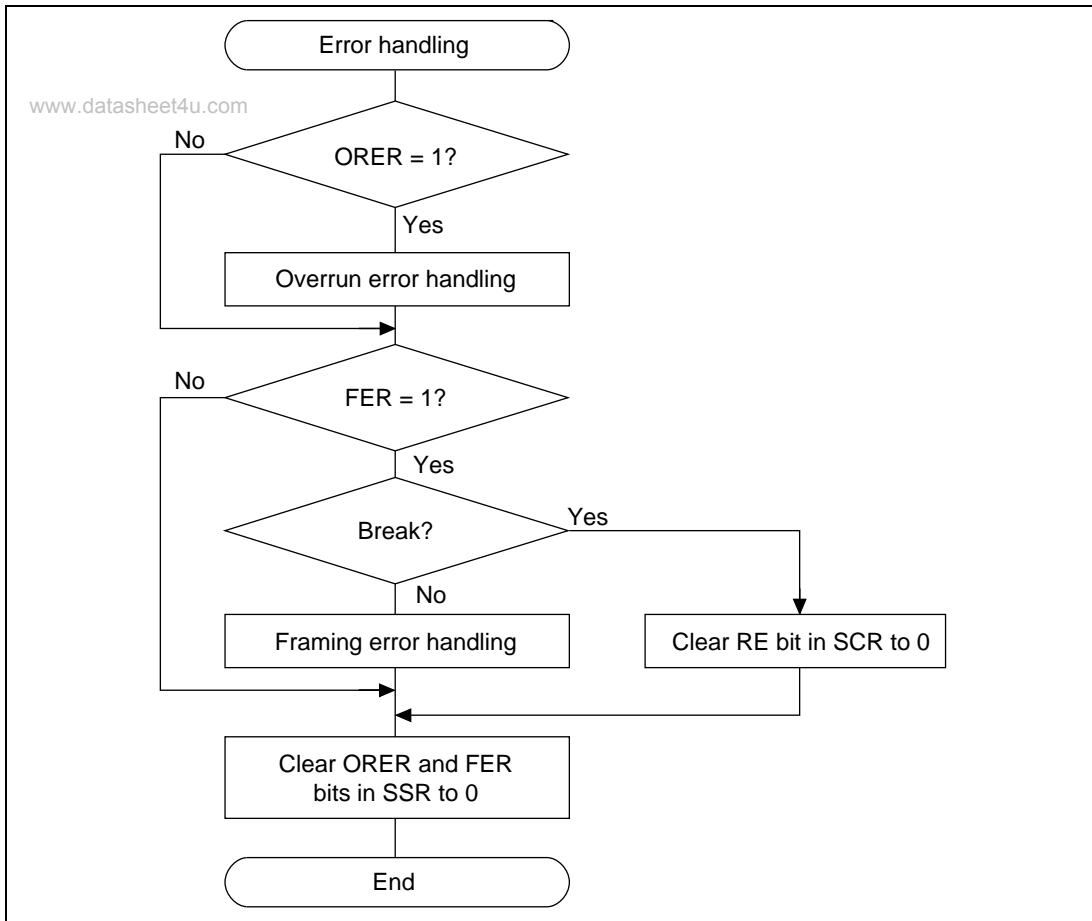 Error handling
www.datasheet4u.com
No
ORER = 1?
Yes
Overrun error handling
No
FER = 1?
Yes
Break?
Yes
No
Framing error handling
Clear RE bit in SCR to 0
Clear ORER and FER
bits in SSR to 0
End